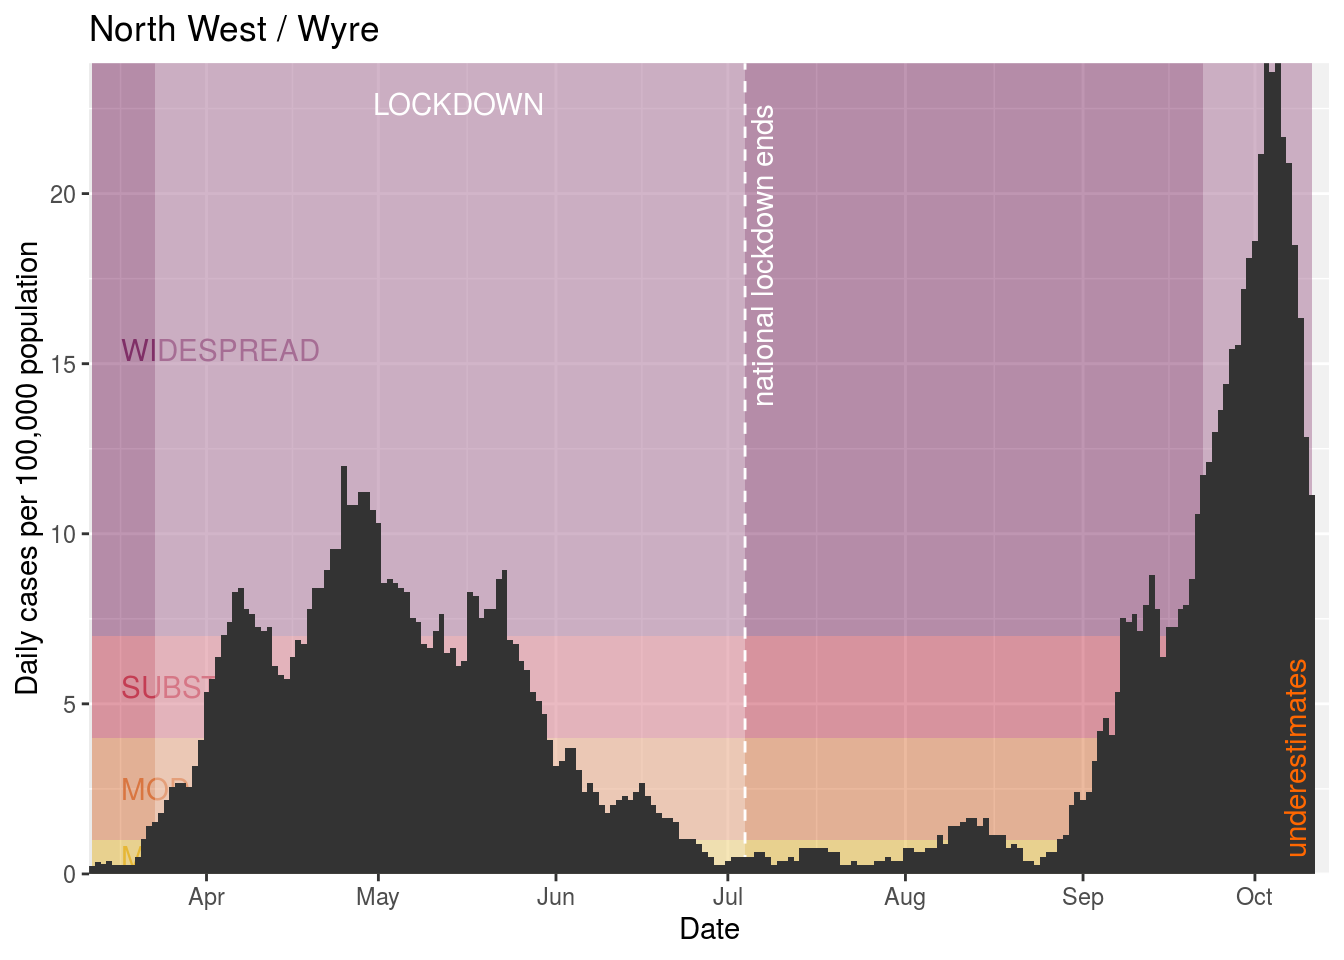 North West / Wyre
LOCKDOWN
national lockdown ends
WIDESPREAD
SUBST
underestimates
Daily cases per 100,000 population
20
15
10
5
0
Apr
May
Jun
Jul
Aug
Sep
Oct
Date